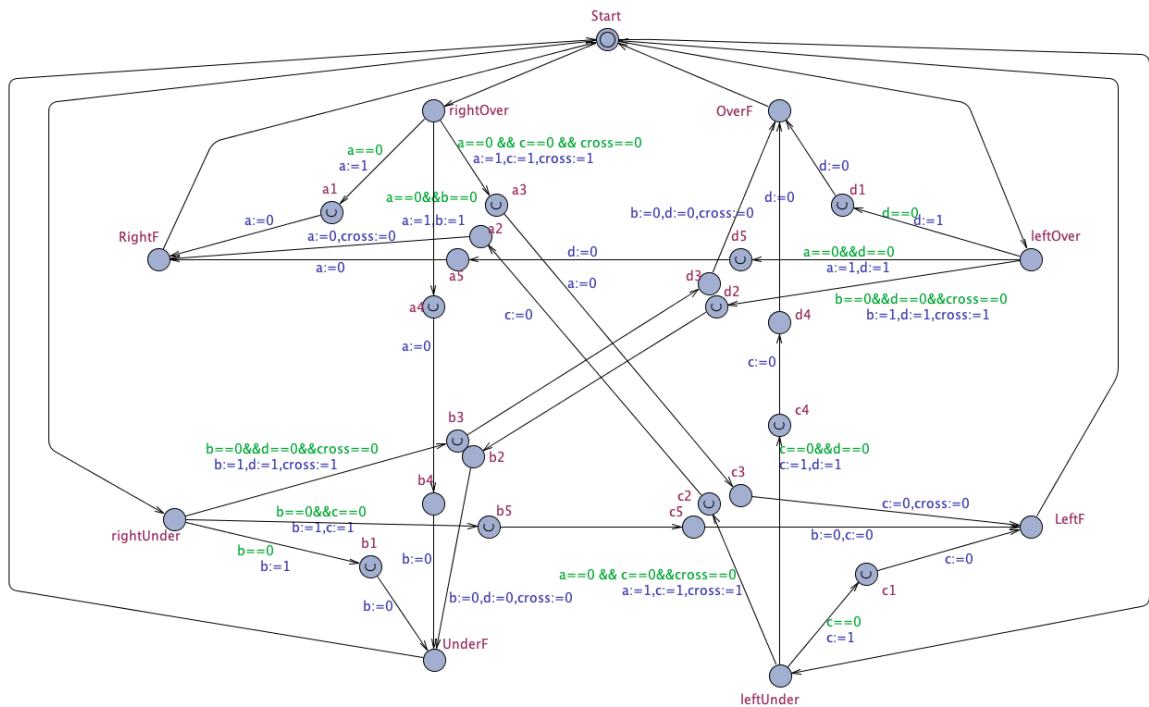 Start
rightOver
OverF
a==0 && c==0 && cross==0
a:=1,c:=1,cross:=1
a==0
a:=1
d:=0
a1
a3
d1
a==0&&b==0
d:=0
b:=0,d:=0,cross:=0
d==0
d:=1
a:=0
a:=1,b:=1
RightF
a:=0,cross:=0
a2
d5
leftOver
d:=0
a==0&&d==0
a:=0
a5
a:=0
a:=1,d:=1
d3
d2
b==0&&d==0&&cross==0
b:=1,d:=1,cross:=1
a4
c:=0
d4
a:=0
c:=0
c4
b3
b==0&&d==0&&cross==0
b:=1,d:=1,cross:=1
b2
c==0&&d==0
c:=1,d:=1
b4
c3
c2
c:=0,cross:=0
b==0&&c==0
b:=1,c:=1
b5
c5
LeftF
rightUnder
b:=0,c:=0
b==0
b:=1
b1
b:=0
c:=0
a==0 && c==0&&cross==0
a:=1,c:=1,cross:=1
c1
b:=0
b:=0,d:=0,cross:=0
c==0
c:=1
UnderF
leftUnder